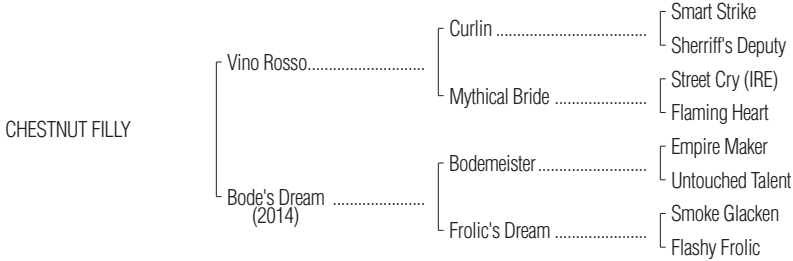 Smart Strike
Curlin ..................................
Sherriff's Deputy
Vino Rosso..........................
Street Cry (IRE)
Mythical Bride .....................
Flaming Heart
CHESTNUT FILLY
Empire Maker
Bodemeister.........................
Untouched Talent
Bode's Dream .....................
(2014)
Smoke Glacken
Frolic's Dream .....................
Flashy Frolic